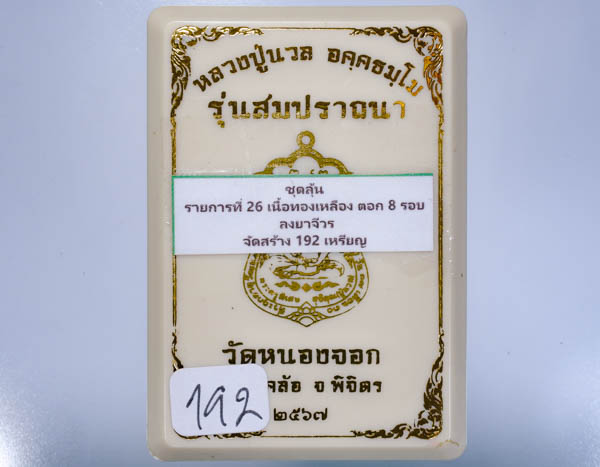 หลวงปู่นวล อคฺคธมฺโม
รุ่นสมปรารถนา
ชุดลุ้น
รายการที่ 26 เนื้อทองเหลือง ตอก 8 รอบ
ลงยาจีวร
จัดสร้าง 192 เหรียญ
วัดหนองจอก
คล้อ จ พิจิตร
๒๕๖๗
192